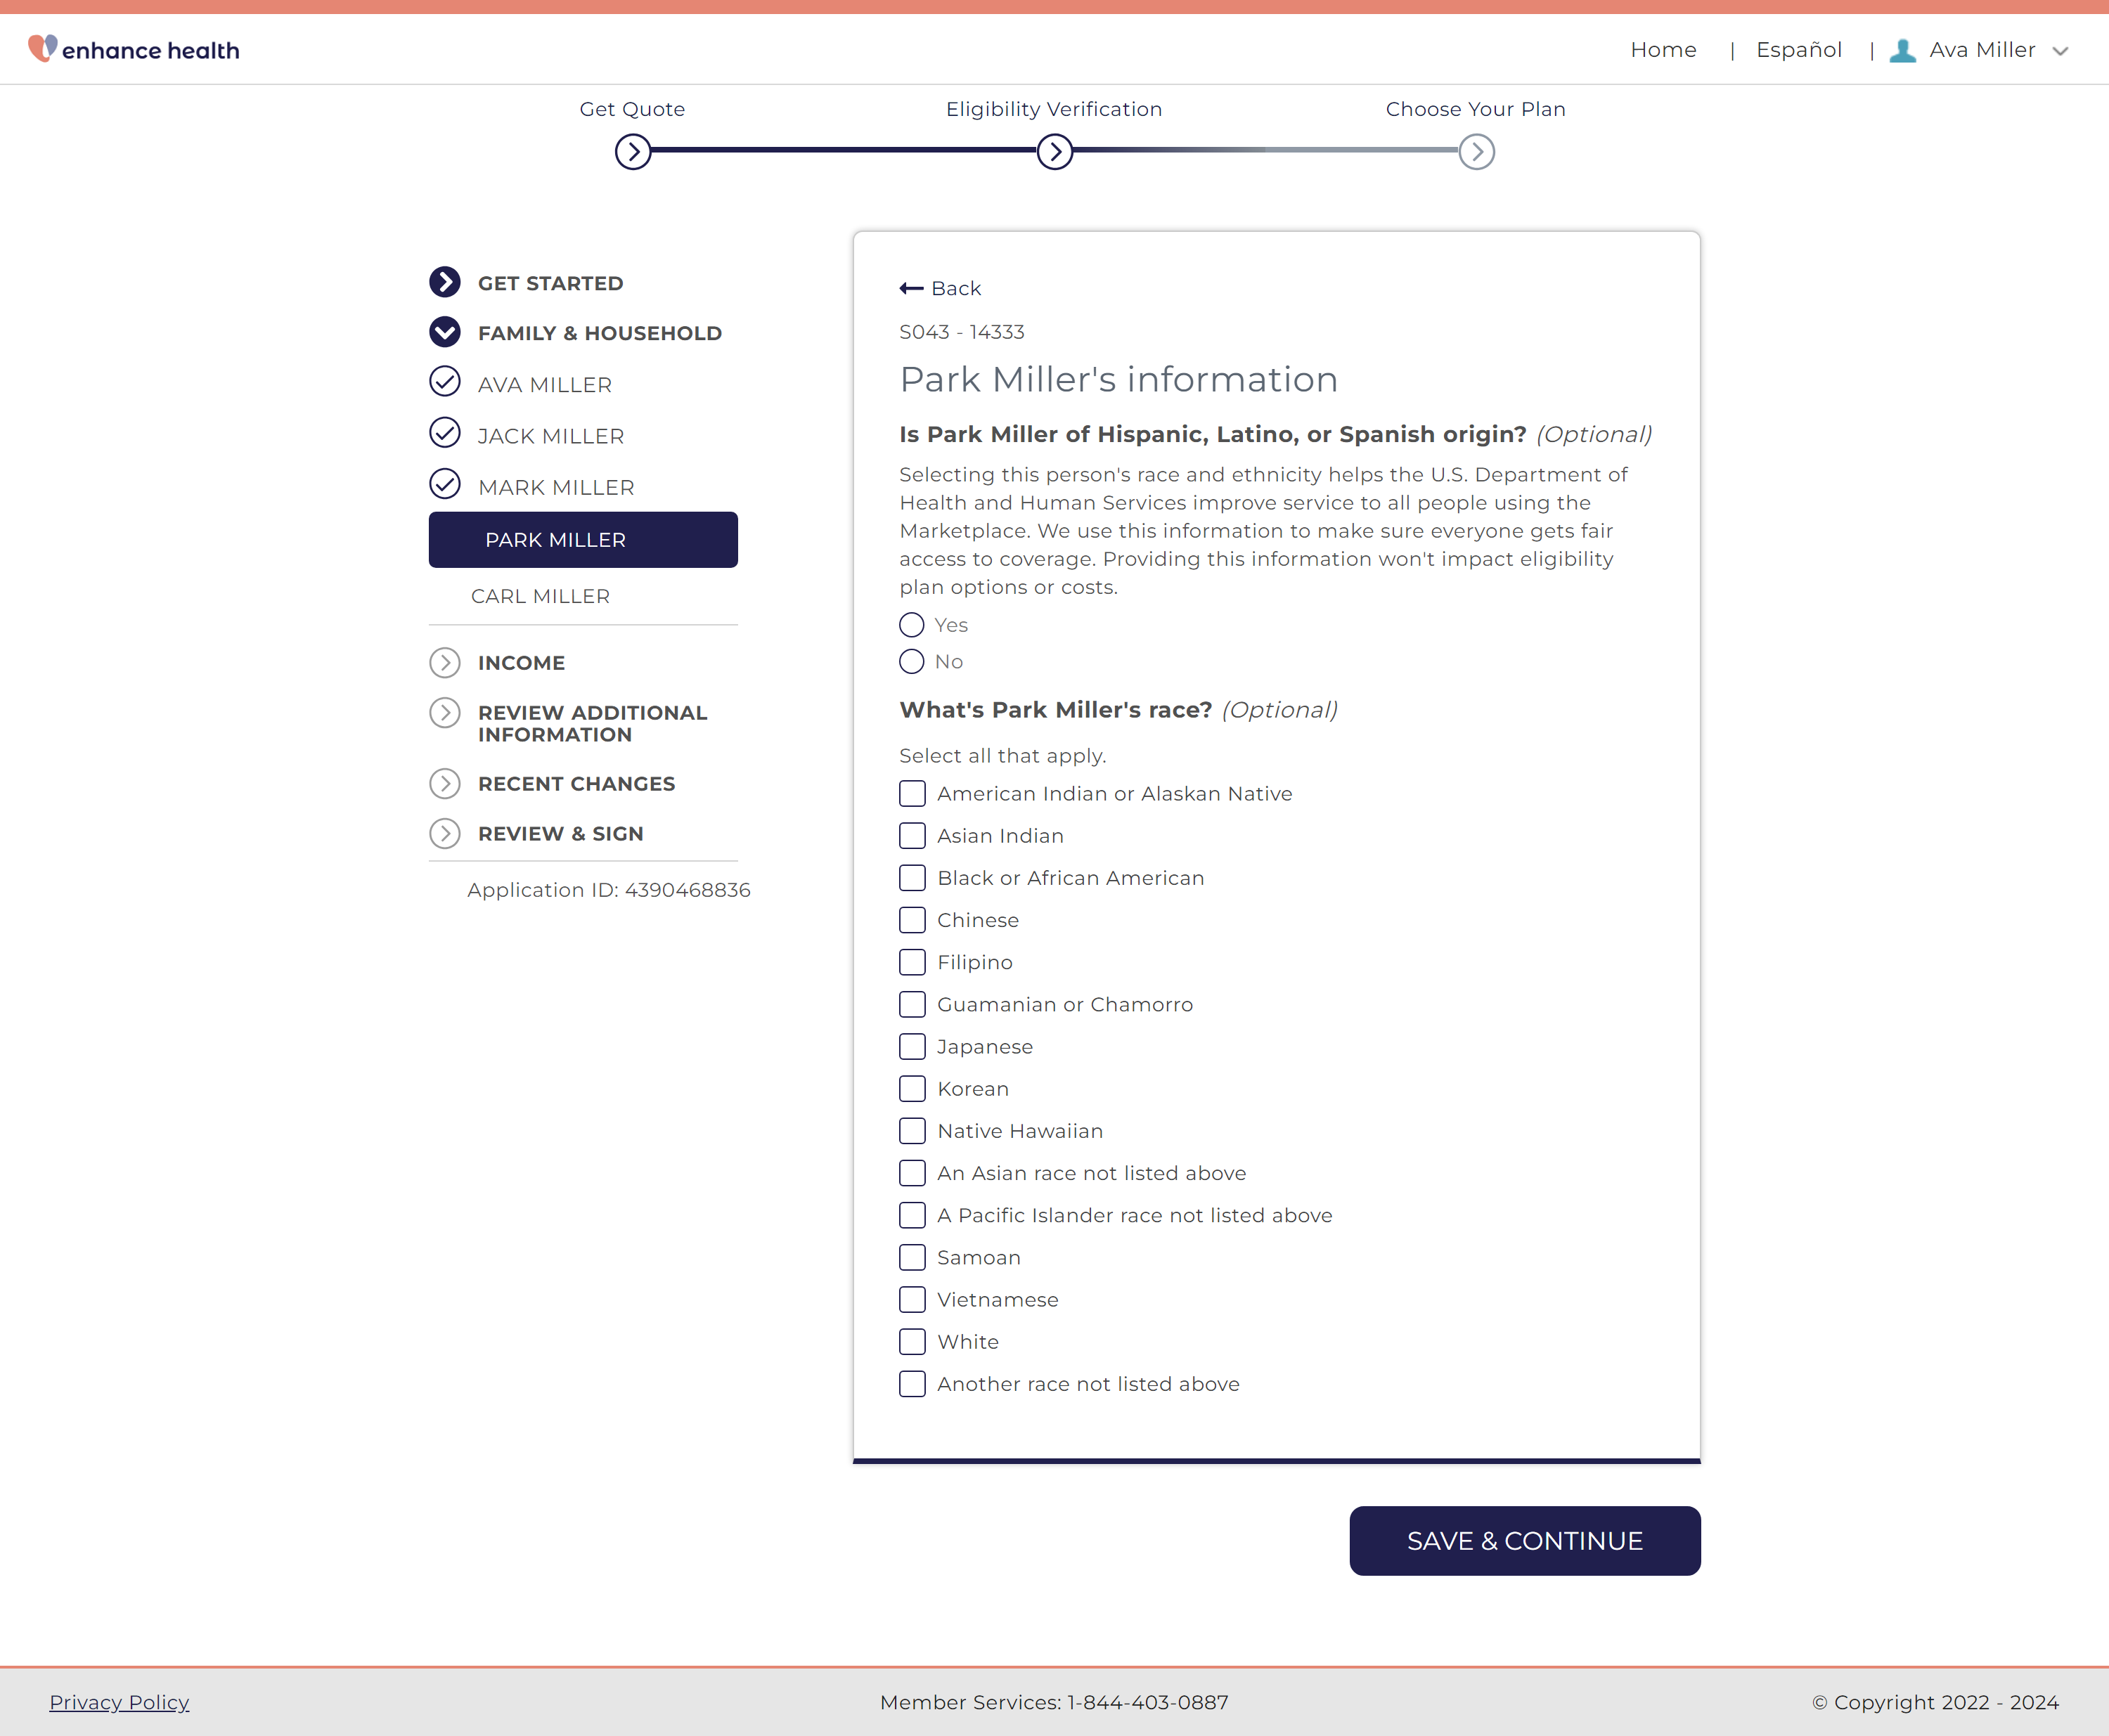 enhance health
Home | Español | Ava Miller
Get Quote
Eligibility Verification
Choose Your Plan
GET STARTED
FAMILY & HOUSEHOLD
AVA MILLER
JACK MILLER
MARK MILLER
PARK MILLER
CARL MILLER
INCOME
REVIEW ADDITIONAL
INFORMATION
RECENT CHANGES
REVIEW & SIGN
Application ID: 4390468836
Back
S043 - 14333
Park Miller's information
Is Park Miller of Hispanic, Latino, or Spanish origin? (Optional)
Selecting this person's race and ethnicity helps the U.S. Department of
Health and Human Services improve service to all people using the
Marketplace. We use this information to make sure everyone gets fair
access to coverage. Providing this information won't impact eligibility
plan options or costs.
Yes
No
What's Park Miller's race? (Optional)
Select all that apply.
American Indian or Alaskan Native
Asian Indian
Black or African American
Chinese
Filipino
Guamanian or Chamorro
Japanese
Korean
Native Hawaiian
An Asian race not listed above
A Pacific Islander race not listed above
Samoan
Vietnamese
White
Another race not listed above
SAVE & CONTINUE
Privacy Policy
Member Services: 1-844-403-0887
© Copyright 2022 - 2024